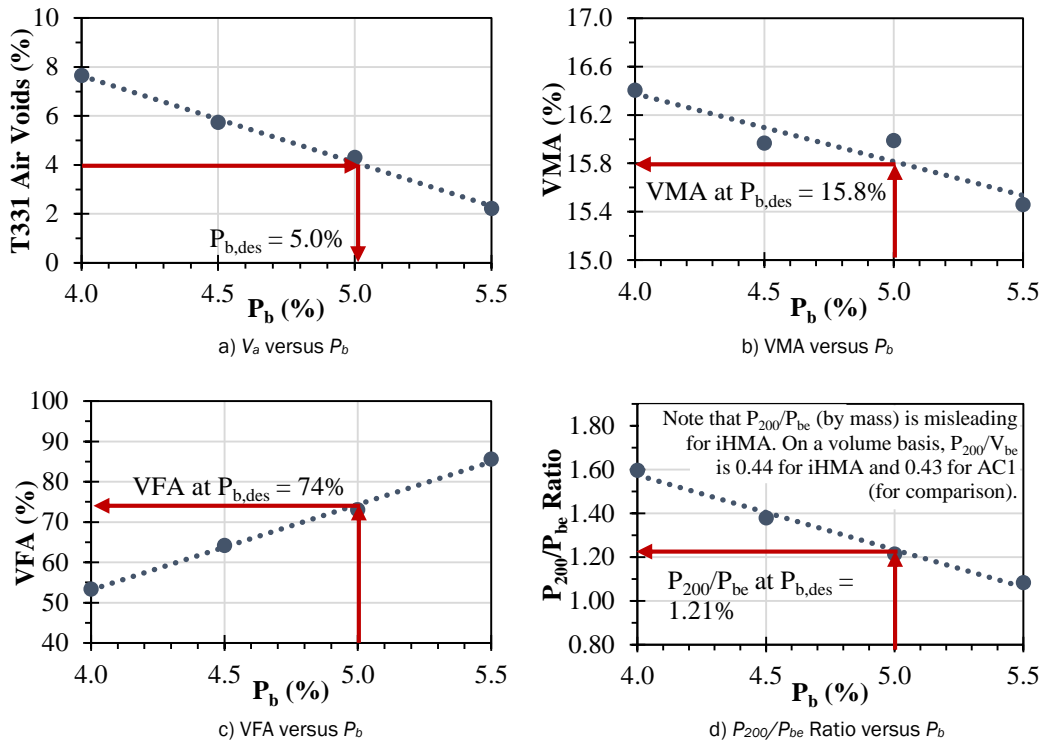 T331 Air Voids (%)
10
8
6
4
2
0
P_b,des = 5.0%
4.0 4.5 5.0 5.5
P_b (%)
a) V_a versus P_b
VMA (%)
17.0
16.6
16.2
15.8
15.4
15.0
VMA at P_b,des = 15.8%
4.0 4.5 5.0 5.5
P_b (%)
b) VMA versus P_b
VFA (%)
100
90
80
70
60
50
40
VFA at P_b,des = 74%
4.0 4.5 5.0 5.5
P_b (%)
c) VFA versus P_b
P_200/P_be Ratio
1.80
1.60
1.40
1.20
1.00
0.80
Note that P_200/P_be (by mass) is misleading
for iHMA. On a volume basis, P_200/V_be
is 0.44 for iHMA and 0.43 for AC1
(for comparison).
P_200/P_be at P_b,des =
1.21%
4.0 4.5 5.0 5.5
P_b (%)
d) P_200/P_be Ratio versus P_b